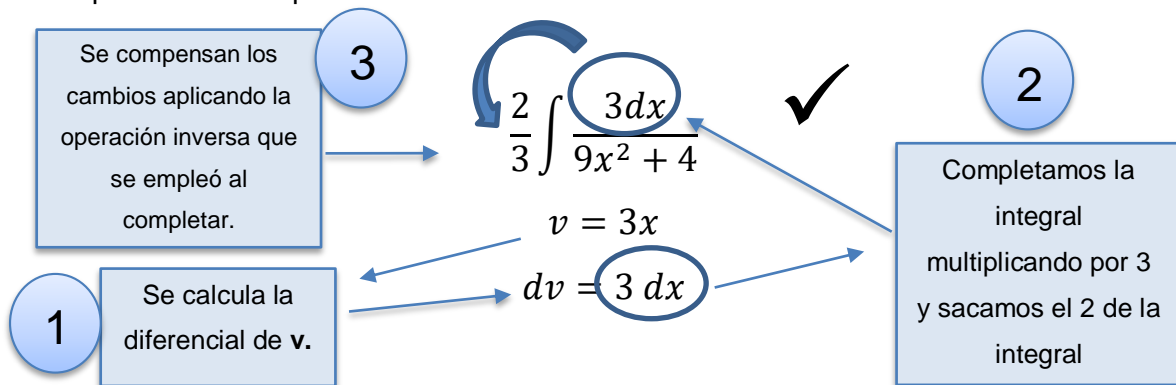 Se compensan los
cambios aplicando la
operación inversa que
se empleó al
completar.
3
2/3 ∫ 3dx/(9x² + 4)
✓
2
Completamos la
integral
multiplicando por 3
y sacamos el 2 de la
integral
v = 3x
dv = 3 dx
1
Se calcula la
diferencial de v.